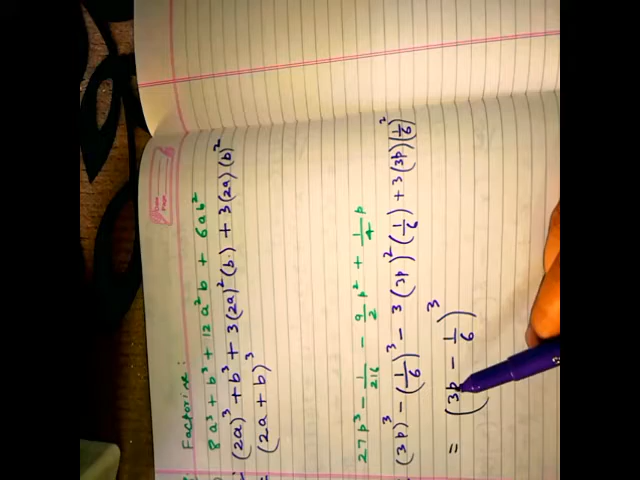 Factorise:
8a³ + b³ + 12a²b + 6ab²
(2a)³ + b³ + 3(2a)²(b) + 3(2a)(b)²
(2a + b)³
27p³ - 1/216 - 9/2 p² + 1/4 p
(3p)³ - (1/6)³ - 3(3p)²(1/6) + 3(3p)(1/6)²
= (3p - 1/6)³